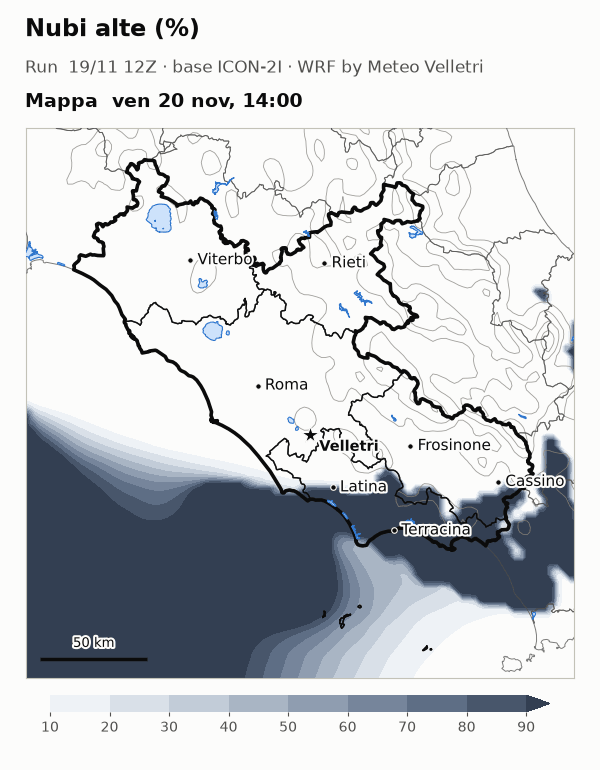 Nubi alte (%)
Run  19/11 12Z · base ICON-2I · WRF by Meteo Velletri
Mappa  ven 20 nov, 14:00
Viterbo
Rieti
Roma
Velletri
Frosinone
Cassino
Latina
Terracina
50 km
10 20 30 40 50 60 70 80 90